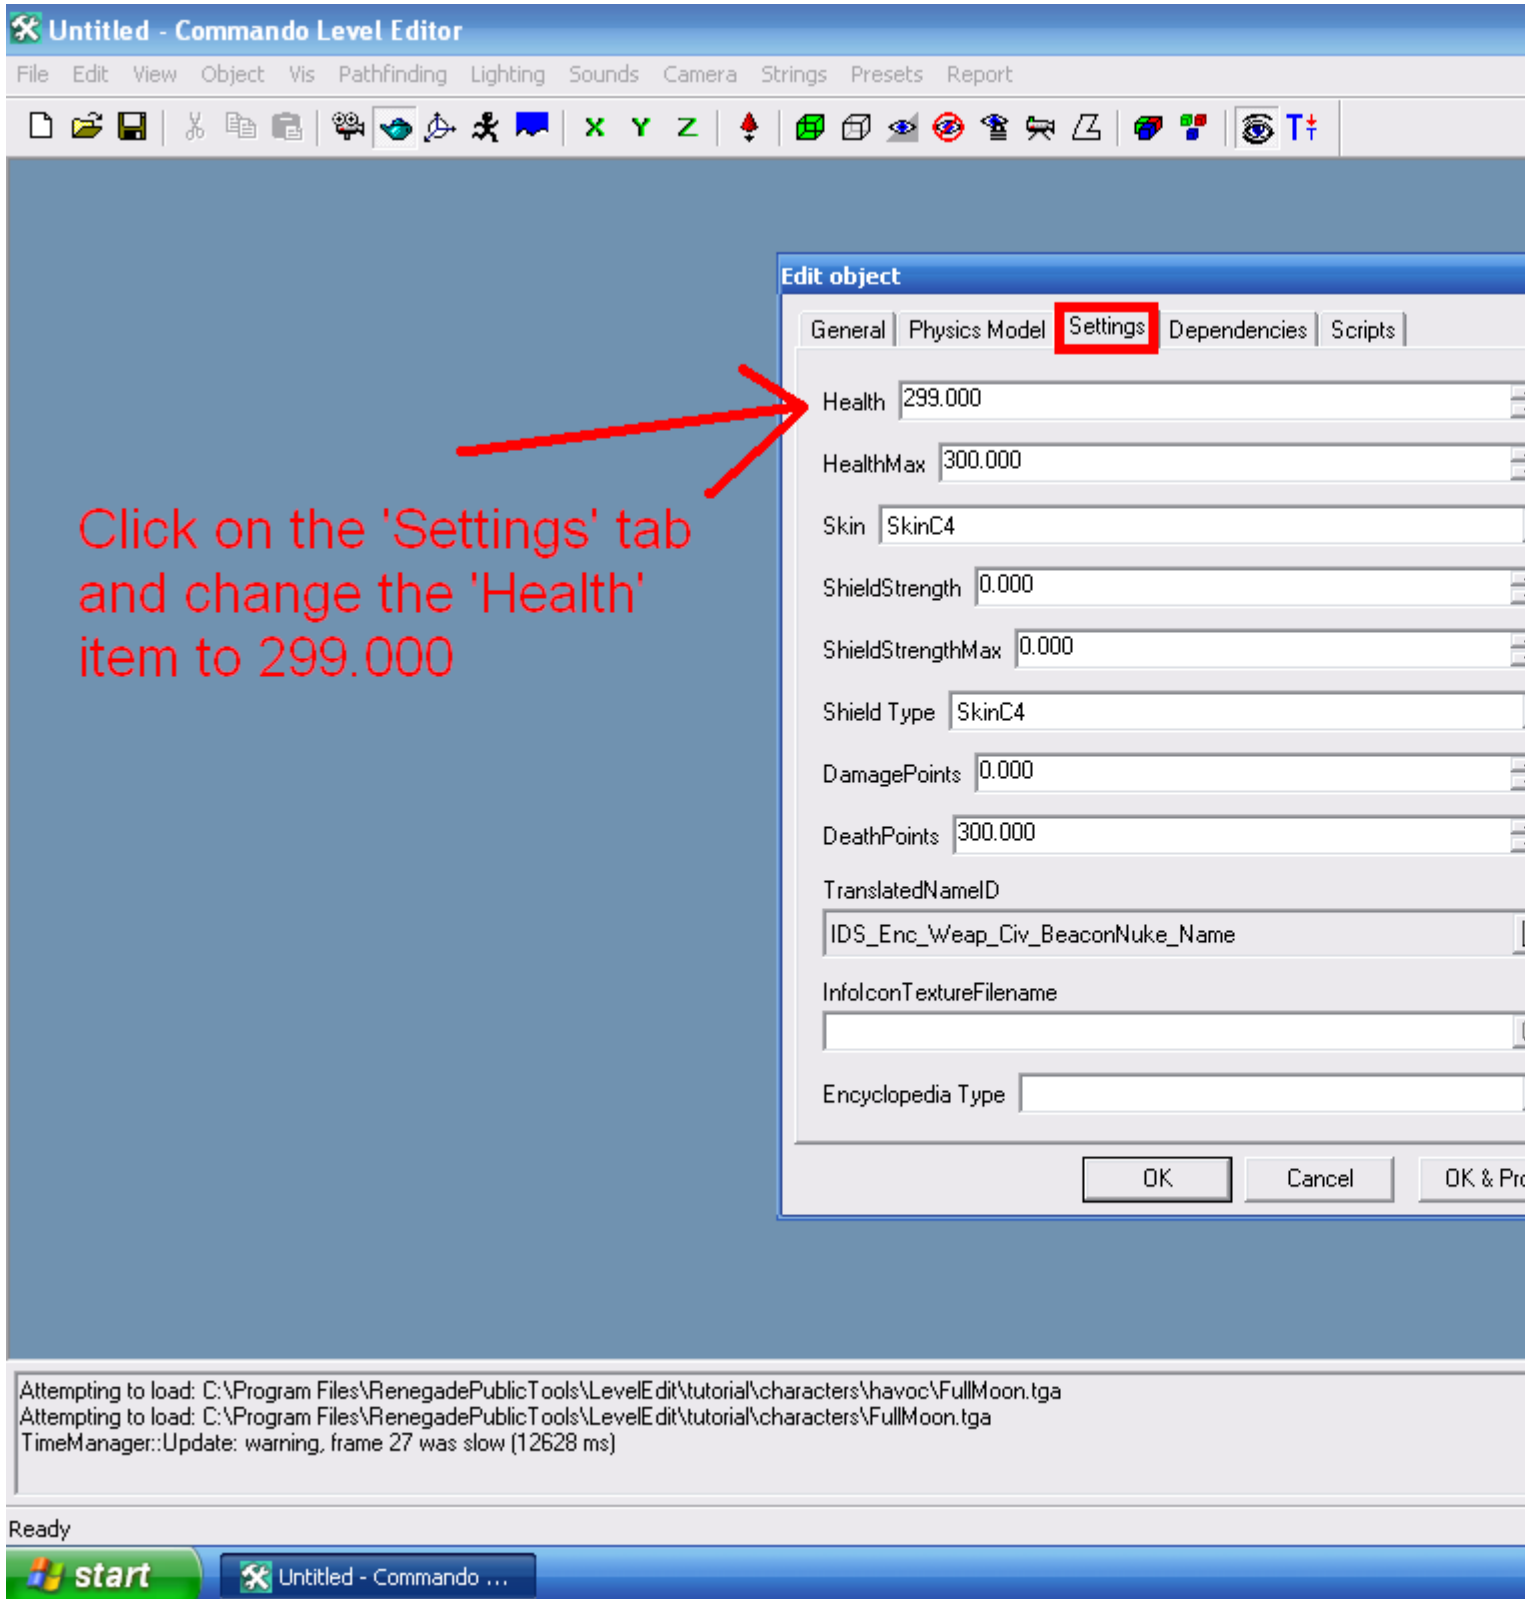 Untitled - Commando Level Editor
File Edit View Object Vis Pathfinding Lighting Sounds Camera Strings Presets Report
X Y Z T
Edit object
General Physics Model Settings Dependencies Scripts
Health 299.000
HealthMax 300.000
Skin SkinC4
Click on the 'Settings' tab
and change the 'Health'
item to 299.000
ShieldStrength 0.000
ShieldStrengthMax 0.000
Shield Type SkinC4
DamagePoints 0.000
DeathPoints 300.000
TranslatedNameID
IDS_Enc_Weap_Civ_BeaconNuke_Name
InfoIconTextureFilename
Encyclopedia Type
OK Cancel OK & Pro
Attempting to load: C:\Program Files\RenegadePublicTools\LevelEdit\tutorial\characters\havoc\FullMoon.tga
Attempting to load: C:\Program Files\RenegadePublicTools\LevelEdit\tutorial\characters\FullMoon.tga
TimeManager::Update: warning, frame 27 was slow (12628 ms)
Ready
start Untitled - Commando ...